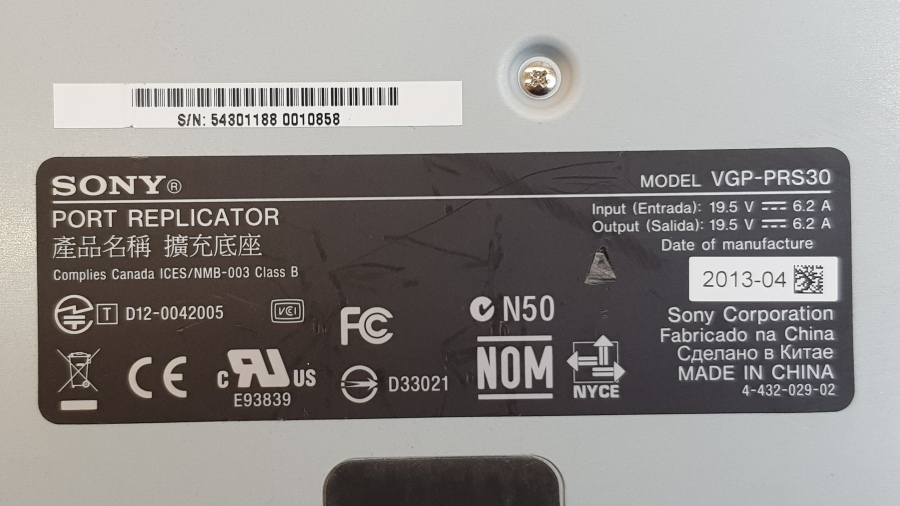 S/N: 54301188 0010858
SONY®
MODEL VGP-PRS30
PORT REPLICATOR
Input (Entrada): 19.5 V ⎓ 6.2 A
Output (Salida): 19.5 V ⎓ 6.2 A
產品名稱 擴充底座
Date of manufacture
Complies Canada ICES/NMB-003 Class B
2013-04
T D12-0042005
VCI
FC
N50
Sony Corporation
Fabricado na China
Сделано в Китае
MADE IN CHINA
4-432-029-02
CE
c RU US
E93839
D33021
NOM
NYCE